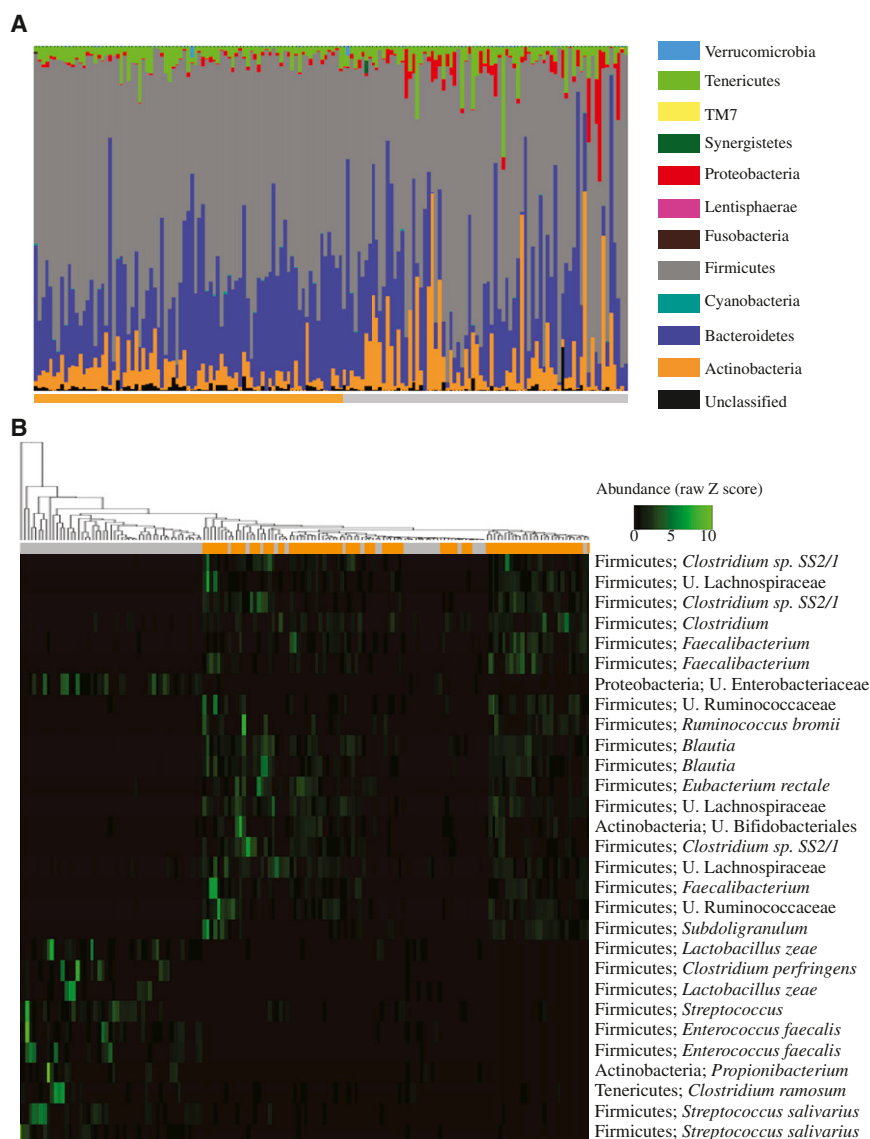 A
Verrucomicrobia
Tenericutes
TM7
Synergistetes
Proteobacteria
Lentisphaerae
Fusobacteria
Firmicutes
Cyanobacteria
Bacteroidetes
Actinobacteria
Unclassified
B
Abundance (raw Z score)
0 5 10
Firmicutes; Clostridium sp. SS2/1
Firmicutes; U. Lachnospiraceae
Firmicutes; Clostridium sp. SS2/1
Firmicutes; Clostridium
Firmicutes; Faecalibacterium
Firmicutes; Faecalibacterium
Proteobacteria; U. Enterobacteriaceae
Firmicutes; U. Ruminococcaceae
Firmicutes; Ruminococcus bromii
Firmicutes; Blautia
Firmicutes; Blautia
Firmicutes; Eubacterium rectale
Firmicutes; U. Lachnospiraceae
Actinobacteria; U. Bifidobacteriales
Firmicutes; Clostridium sp. SS2/1
Firmicutes; U. Lachnospiraceae
Firmicutes; Faecalibacterium
Firmicutes; U. Ruminococcaceae
Firmicutes; Subdoligranulum
Firmicutes; Lactobacillus zeae
Firmicutes; Clostridium perfringens
Firmicutes; Lactobacillus zeae
Firmicutes; Streptococcus
Firmicutes; Enterococcus faecalis
Firmicutes; Enterococcus faecalis
Actinobacteria; Propionibacterium
Tenericutes; Clostridium ramosum
Firmicutes; Streptococcus salivarius
Firmicutes; Streptococcus salivarius